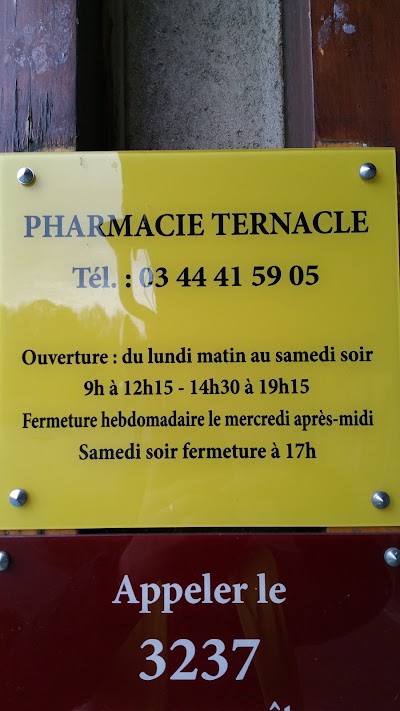 PHARMACIE TERNACLE
Tél. : 03 44 41 59 05
Ouverture : du lundi matin au samedi soir
9h à 12h15 - 14h30 à 19h15
Fermeture hebdomadaire le mercredi après-midi
Samedi soir fermeture à 17h
Appeler le
3237